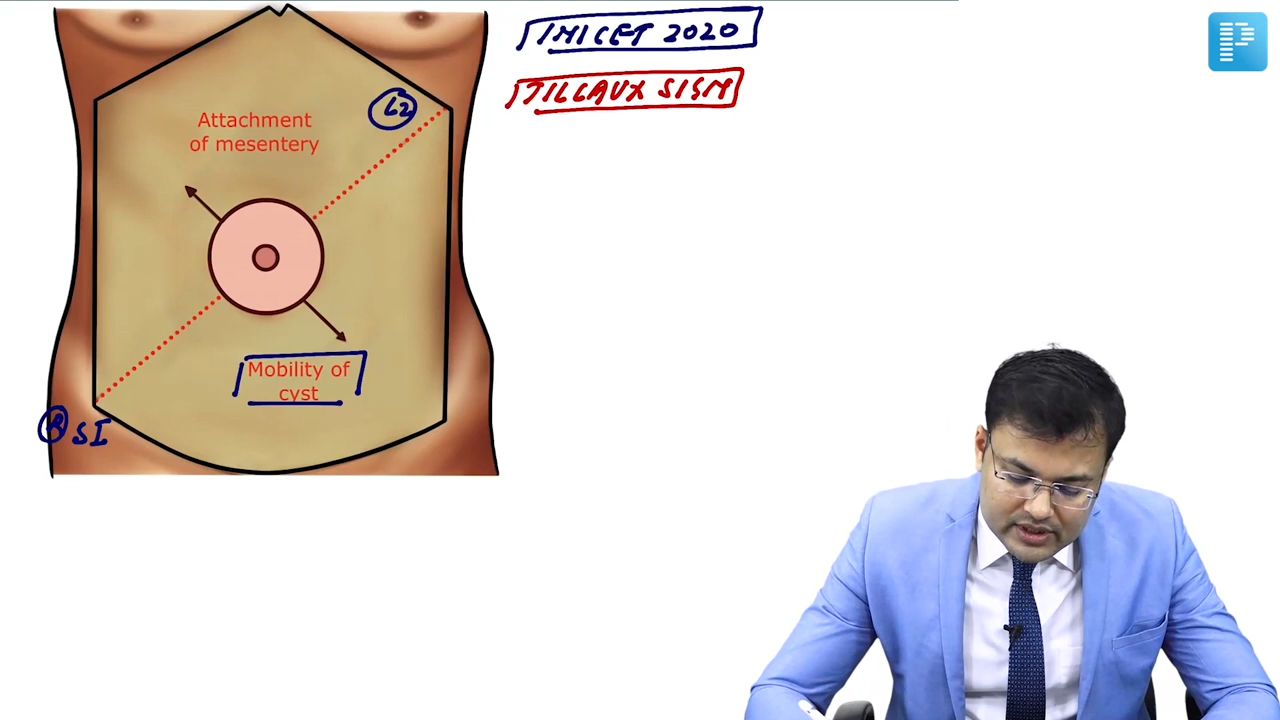 INICET 2020
TILLAUX SIGN
L2
Attachment
of mesentery
Mobility of
cyst
R SI
P